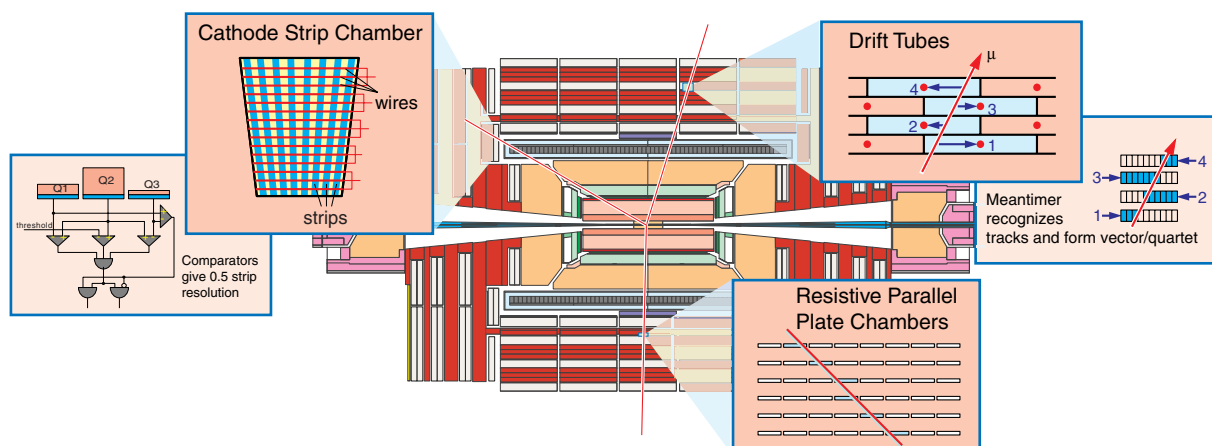 Cathode Strip Chamber
wires
strips
Q1
Q2
Q3
threshold
Comparators
give 0.5 strip
resolution
Drift Tubes
μ
4
3
2
1
4
3
2
1
Meantimer
recognizes
tracks and form vector/quartet
Resistive Parallel
Plate Chambers